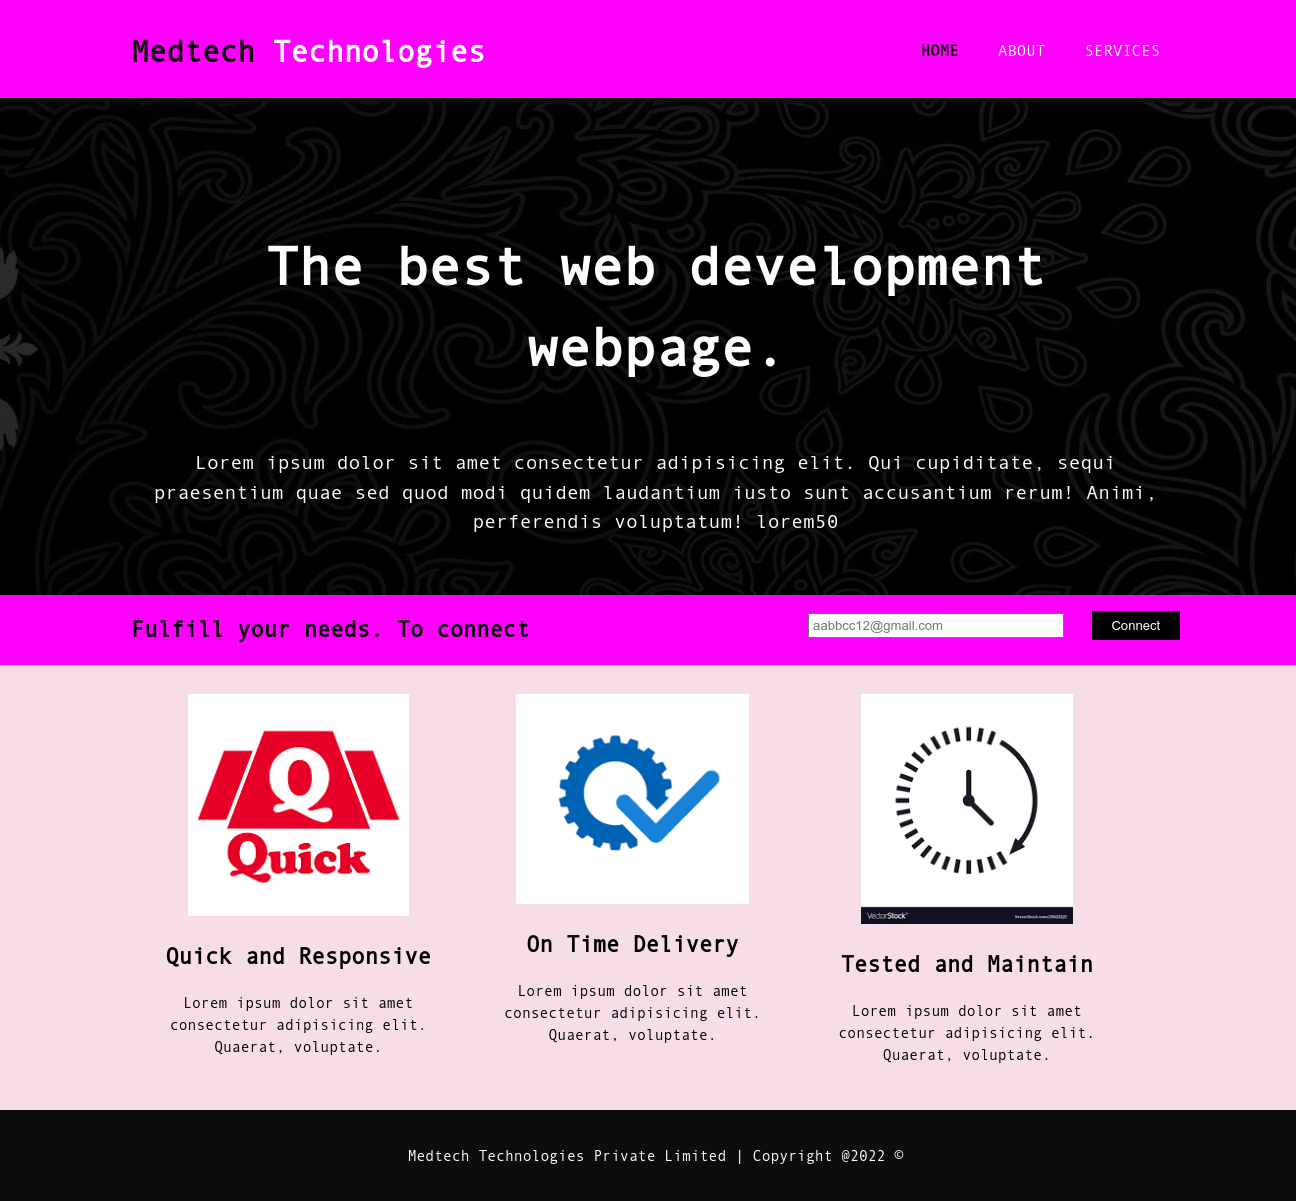 Medtech Technologies
HOME ABOUT SERVICES
The best web development
webpage.
Lorem ipsum dolor sit amet consectetur adipisicing elit. Qui cupiditate, sequi
praesentium quae sed quod modi quidem laudantium iusto sunt accusantium rerum! Animi,
perferendis voluptatum! lorem50
Fulfill your needs. To connect
aabbcc12@gmail.com
Connect
Q
Quick
Quick and Responsive
Lorem ipsum dolor sit amet
consectetur adipisicing elit.
Quaerat, voluptate.
On Time Delivery
Lorem ipsum dolor sit amet
consectetur adipisicing elit.
Quaerat, voluptate.
VectorStock®
Tested and Maintain
Lorem ipsum dolor sit amet
consectetur adipisicing elit.
Quaerat, voluptate.
Medtech Technologies Private Limited | Copyright @2022 ©